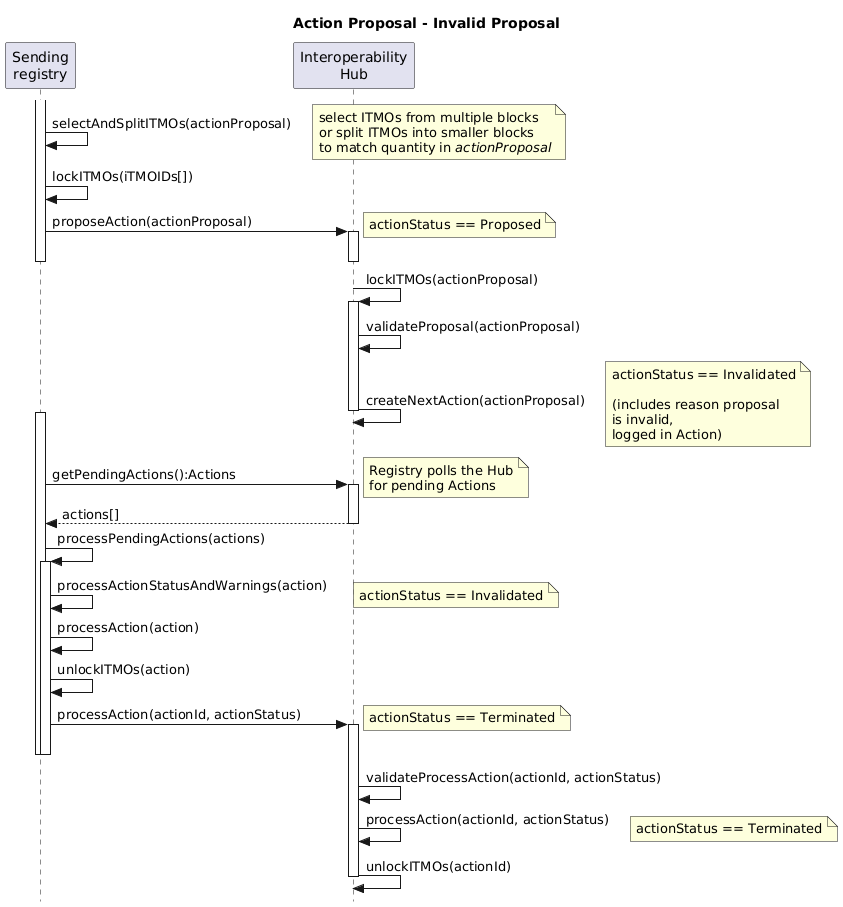 Action Proposal - Invalid Proposal
Sending
registry
Interoperability
Hub
selectAndSplitITMOs(actionProposal)
select ITMOs from multiple blocks
or split ITMOs into smaller blocks
to match quantity in actionProposal
lockITMOs(iTMOIDs[])
proposeAction(actionProposal)
actionStatus == Proposed
lockITMOs(actionProposal)
validateProposal(actionProposal)
createNextAction(actionProposal)
actionStatus == Invalidated
(includes reason proposal
is invalid,
logged in Action)
getPendingActions():Actions
Registry polls the Hub
for pending Actions
actions[]
processPendingActions(actions)
processActionStatusAndWarnings(action)
actionStatus == Invalidated
processAction(action)
unlockITMOs(action)
processAction(actionId, actionStatus)
actionStatus == Terminated
validateProcessAction(actionId, actionStatus)
processAction(actionId, actionStatus)
actionStatus == Terminated
unlockITMOs(actionId)